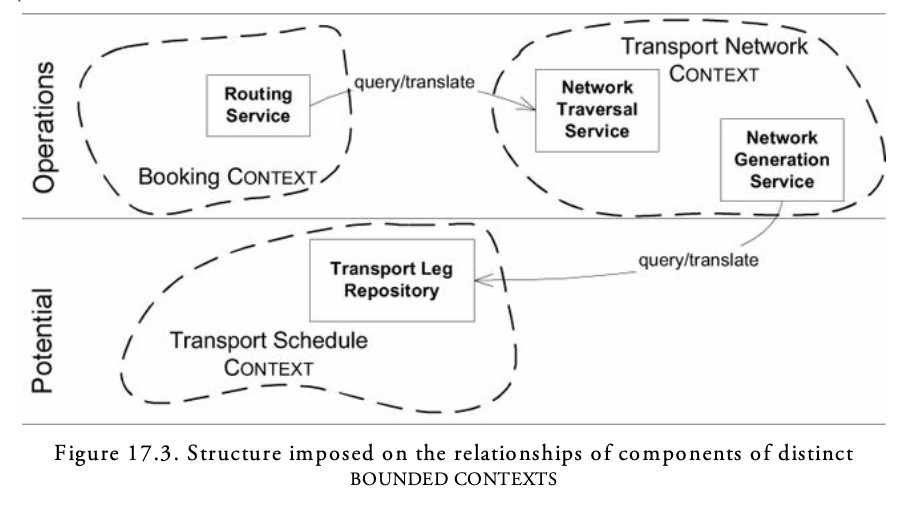 Operations
Routing
Service
Booking CONTEXT
query/translate
Transport Network
CONTEXT
Network
Traversal
Service
Network
Generation
Service
query/translate
Potential
Transport Leg
Repository
Transport Schedule
CONTEXT
Figure 17.3. Structure imposed on the relationships of components of distinct
BOUNDED CONTEXTS